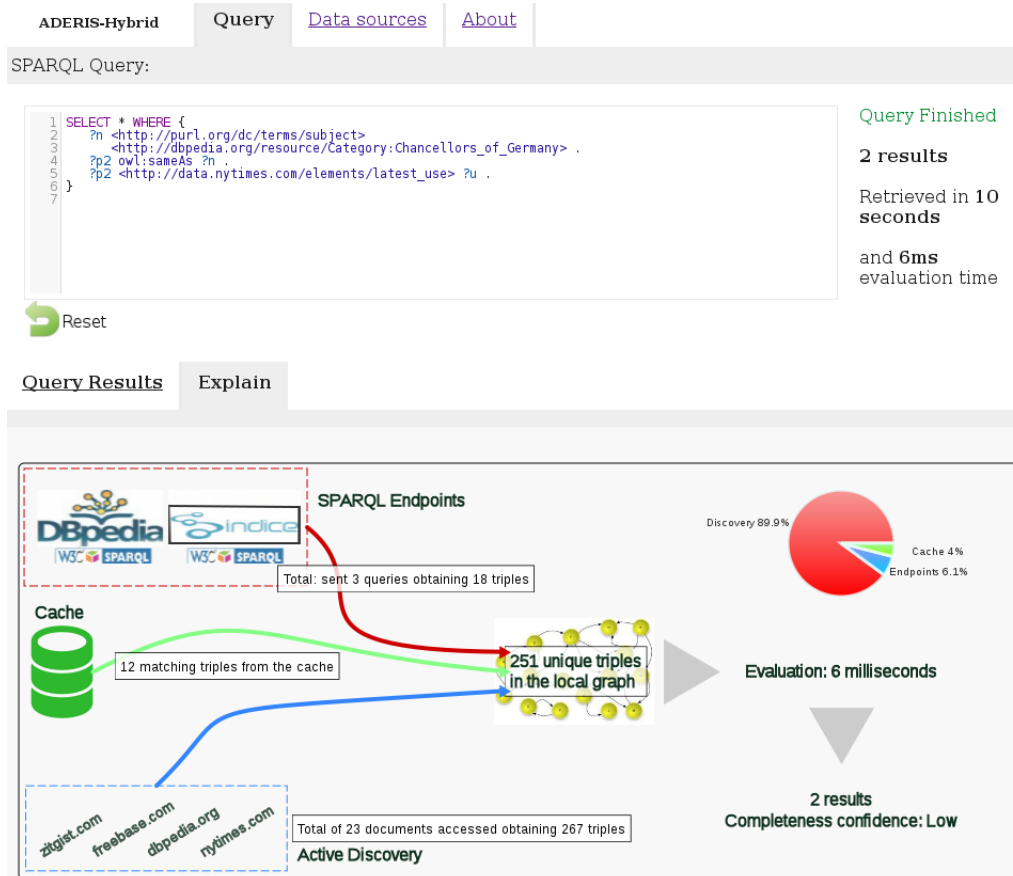 ADERIS-Hybrid
Query
Data sources
About
SPARQL Query:
1 SELECT * WHERE {
2 ?n <http://purl.org/dc/terms/subject>
3 <http://dbpedia.org/resource/Category:Chancellors_of_Germany> .
4 ?p2 owl:sameAs ?n .
5 ?p2 <http://data.nytimes.com/elements/latest_use> ?u .
6 }
7
Query Finished
2 results
Retrieved in 10
seconds
and 6ms
evaluation time
Reset
Query Results
Explain
SPARQL Endpoints
DBpedia
indice
W3C SPARQL
W3C SPARQL
Total: sent 3 queries obtaining 18 triples
Discovery 89.9%
Cache 4%
Endpoints 6.1%
Cache
12 matching triples from the cache
251 unique triples
in the local graph
Evaluation: 6 milliseconds
2 results
Completeness confidence: Low
zitgist.com
freebase.com
dbpedia.org
nytimes.com
Total of 23 documents accessed obtaining 267 triples
Active Discovery